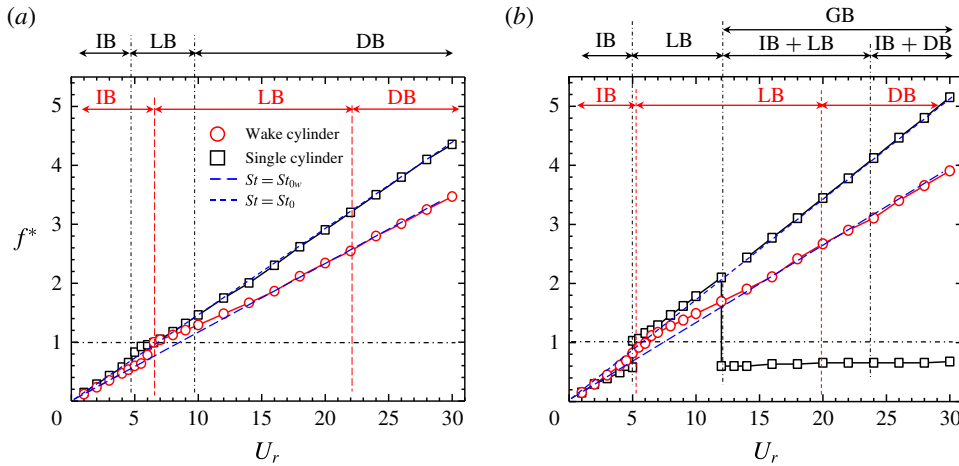 (a)
IB LB DB
IB LB DB
Wake cylinder
Single cylinder
St = St0w
St = St0
f*
5
4
3
2
1
0 5 10 15 20 25 30
Ur
(b)
GB
IB LB IB + LB IB + DB
IB LB DB
5
4
3
2
1
0 5 10 15 20 25 30
Ur